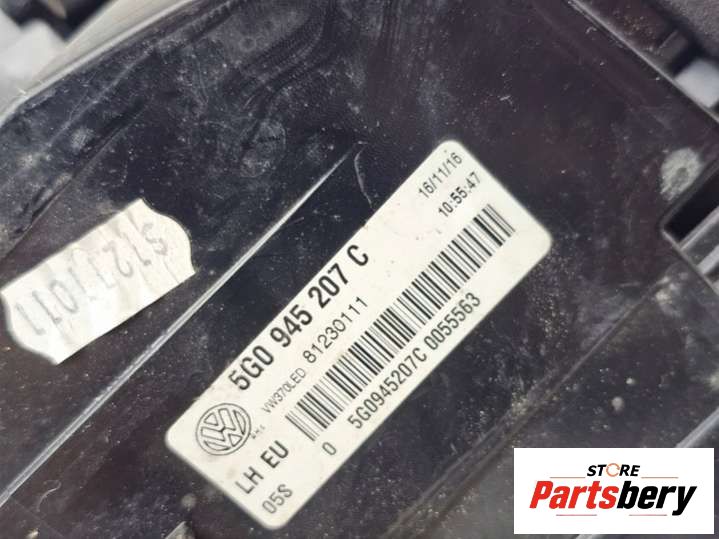 16/11/16
10:55:47
5G0 945 207 C
VW370LED 81230111
LH EU
05S
0 5G0945207C 0055563
51211011
STORE
Partsbery